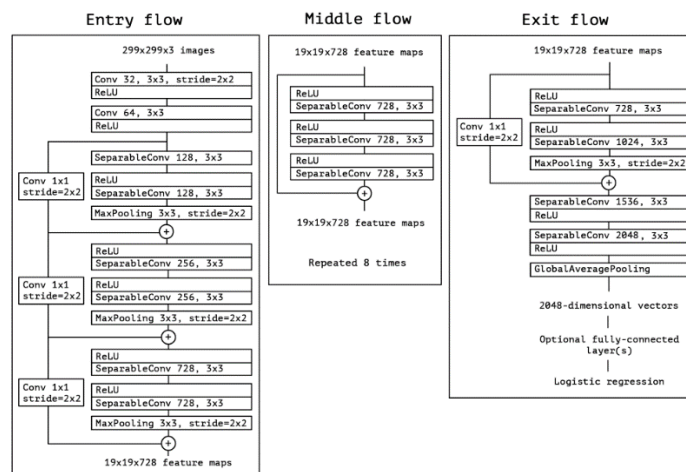 Entry flow
299x299x3 images
Conv 32, 3x3, stride=2x2
ReLU
Conv 64, 3x3
ReLU
SeparableConv 128, 3x3
Conv 1x1
stride=2x2
ReLU
SeparableConv 128, 3x3
MaxPooling 3x3, stride=2x2
+
ReLU
SeparableConv 256, 3x3
Conv 1x1
stride=2x2
ReLU
SeparableConv 256, 3x3
MaxPooling 3x3, stride=2x2
+
ReLU
SeparableConv 728, 3x3
Conv 1x1
stride=2x2
ReLU
SeparableConv 728, 3x3
MaxPooling 3x3, stride=2x2
+
19x19x728 feature maps
Middle flow
19x19x728 feature maps
ReLU
SeparableConv 728, 3x3
ReLU
SeparableConv 728, 3x3
ReLU
SeparableConv 728, 3x3
+
19x19x728 feature maps
Repeated 8 times
Exit flow
19x19x728 feature maps
ReLU
SeparableConv 728, 3x3
Conv 1x1
stride=2x2
ReLU
SeparableConv 1024, 3x3
MaxPooling 3x3, stride=2x2
+
SeparableConv 1536, 3x3
ReLU
SeparableConv 2048, 3x3
ReLU
GlobalAveragePooling
2048-dimensional vectors
Optional fully-connected
layer(s)
Logistic regression